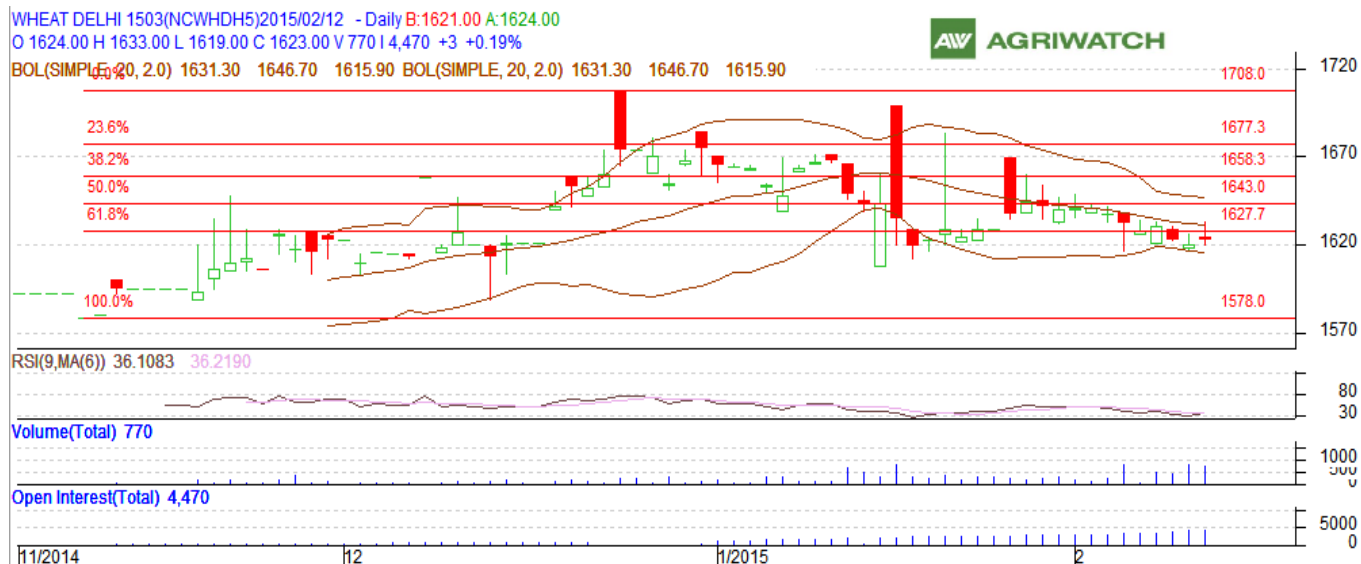 WHEAT DELHI 1503(NCWHDH5)2015/02/12 - Daily B:1621.00 A:1624.00
O 1624.00 H 1633.00 L 1619.00 C 1623.00 V 770 I 4,470 +3 +0.19%
AW AGRIWATCH
BOL(SIMPLE, 20, 2.0) 1631.30 1646.70 1615.90 BOL(SIMPLE, 20, 2.0) 1631.30 1646.70 1615.90
1720
0.0% 1708.0
23.6% 1677.3
1670
38.2% 1658.3
50.0% 1643.0
61.8% 1627.7
1620
100.0% 1578.0
1570
RSI(9,MA(6)) 36.1083 36.2190
80
30
Volume(Total) 770
1000
500
0
Open Interest(Total) 4,470
5000
0
11/2014 12 1/2015 2